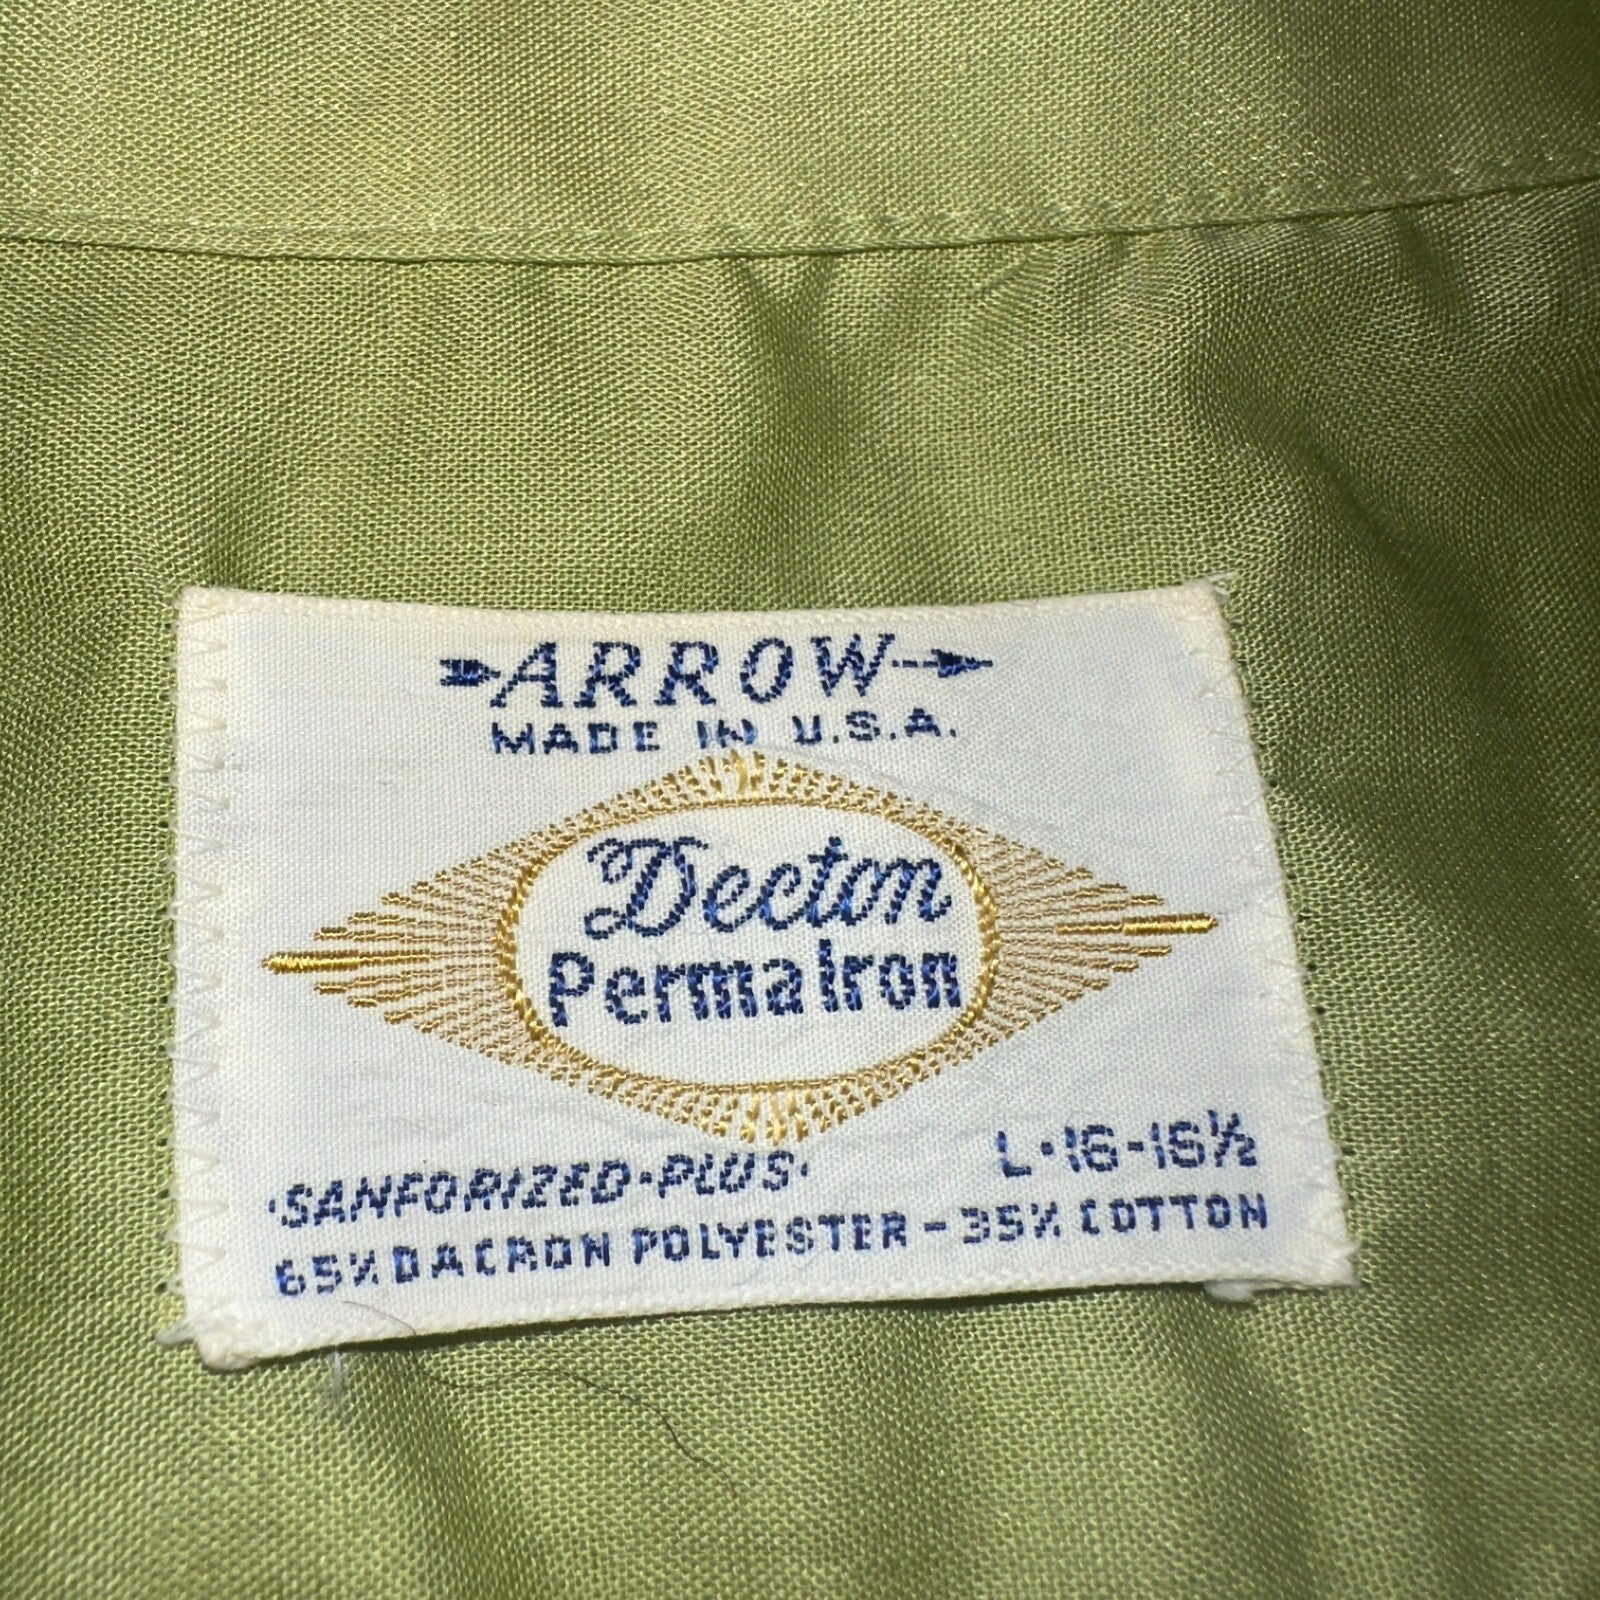 ARROW
MADE IN U.S.A.
Decton
Perma Iron
'SANFORIZED-PLUS'
L·16-16½
65% DACRON POLYESTER-35% COTTON